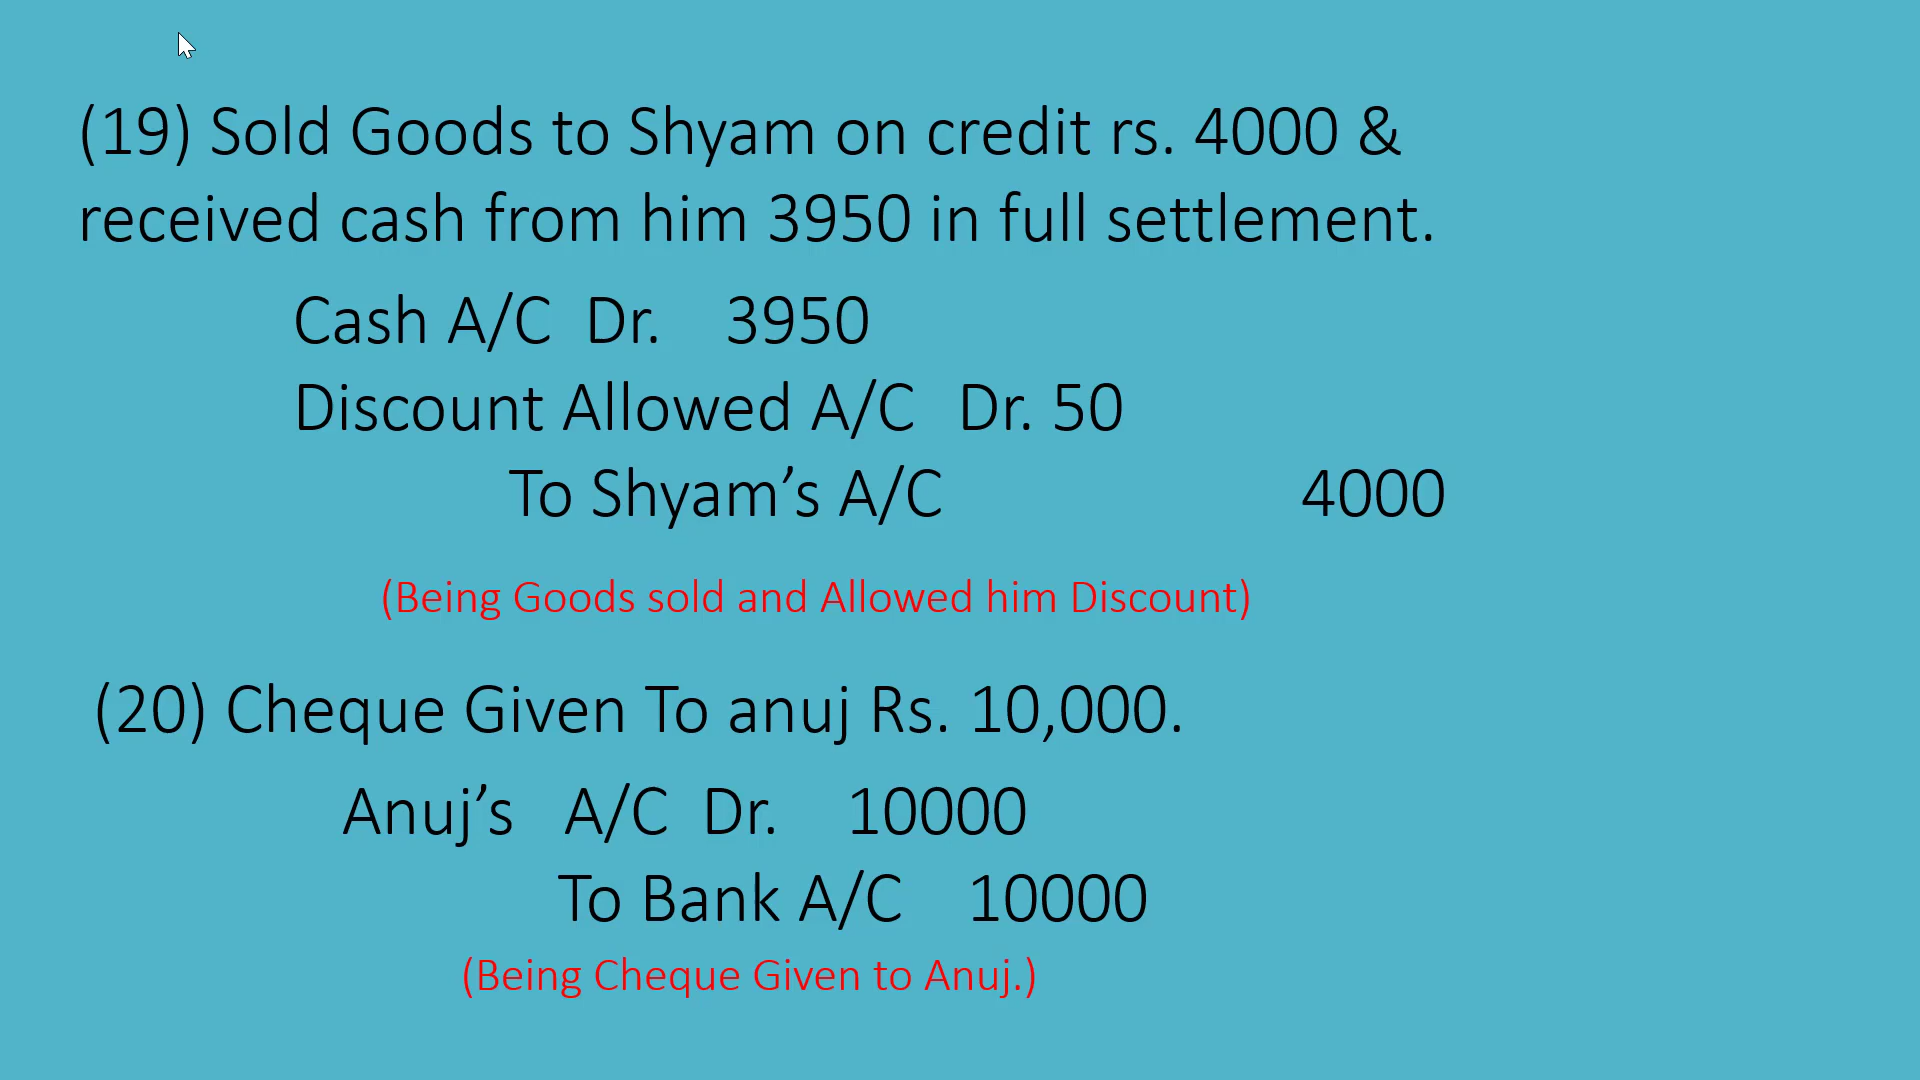 (19) Sold Goods to Shyam on credit rs. 4000 &
received cash from him 3950 in full settlement.
Cash A/C Dr. 3950
Discount Allowed A/C Dr. 50
To Shyam’s A/C 4000
(Being Goods sold and Allowed him Discount)
(20) Cheque Given To anuj Rs. 10,000.
Anuj’s A/C Dr. 10000
To Bank A/C 10000
(Being Cheque Given to Anuj.)